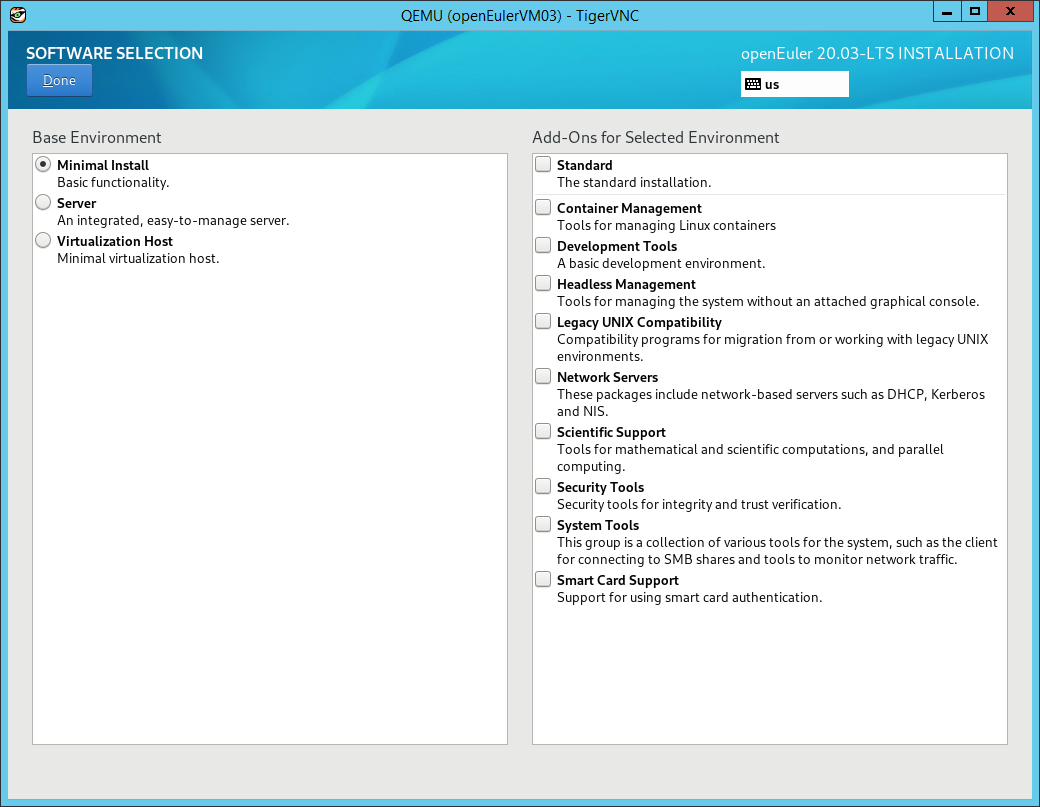 QEMU (openEulerVM03) - TigerVNC
SOFTWARE SELECTION
openEuler 20.03-LTS INSTALLATION
Done
us
Base Environment
Minimal Install
Basic functionality.
Server
An integrated, easy-to-manage server.
Virtualization Host
Minimal virtualization host.
Add-Ons for Selected Environment
Standard
The standard installation.
Container Management
Tools for managing Linux containers
Development Tools
A basic development environment.
Headless Management
Tools for managing the system without an attached graphical console.
Legacy UNIX Compatibility
Compatibility programs for migration from or working with legacy UNIX
environments.
Network Servers
These packages include network-based servers such as DHCP, Kerberos
and NIS.
Scientific Support
Tools for mathematical and scientific computations, and parallel
computing.
Security Tools
Security tools for integrity and trust verification.
System Tools
This group is a collection of various tools for the system, such as the client
for connecting to SMB shares and tools to monitor network traffic.
Smart Card Support
Support for using smart card authentication.